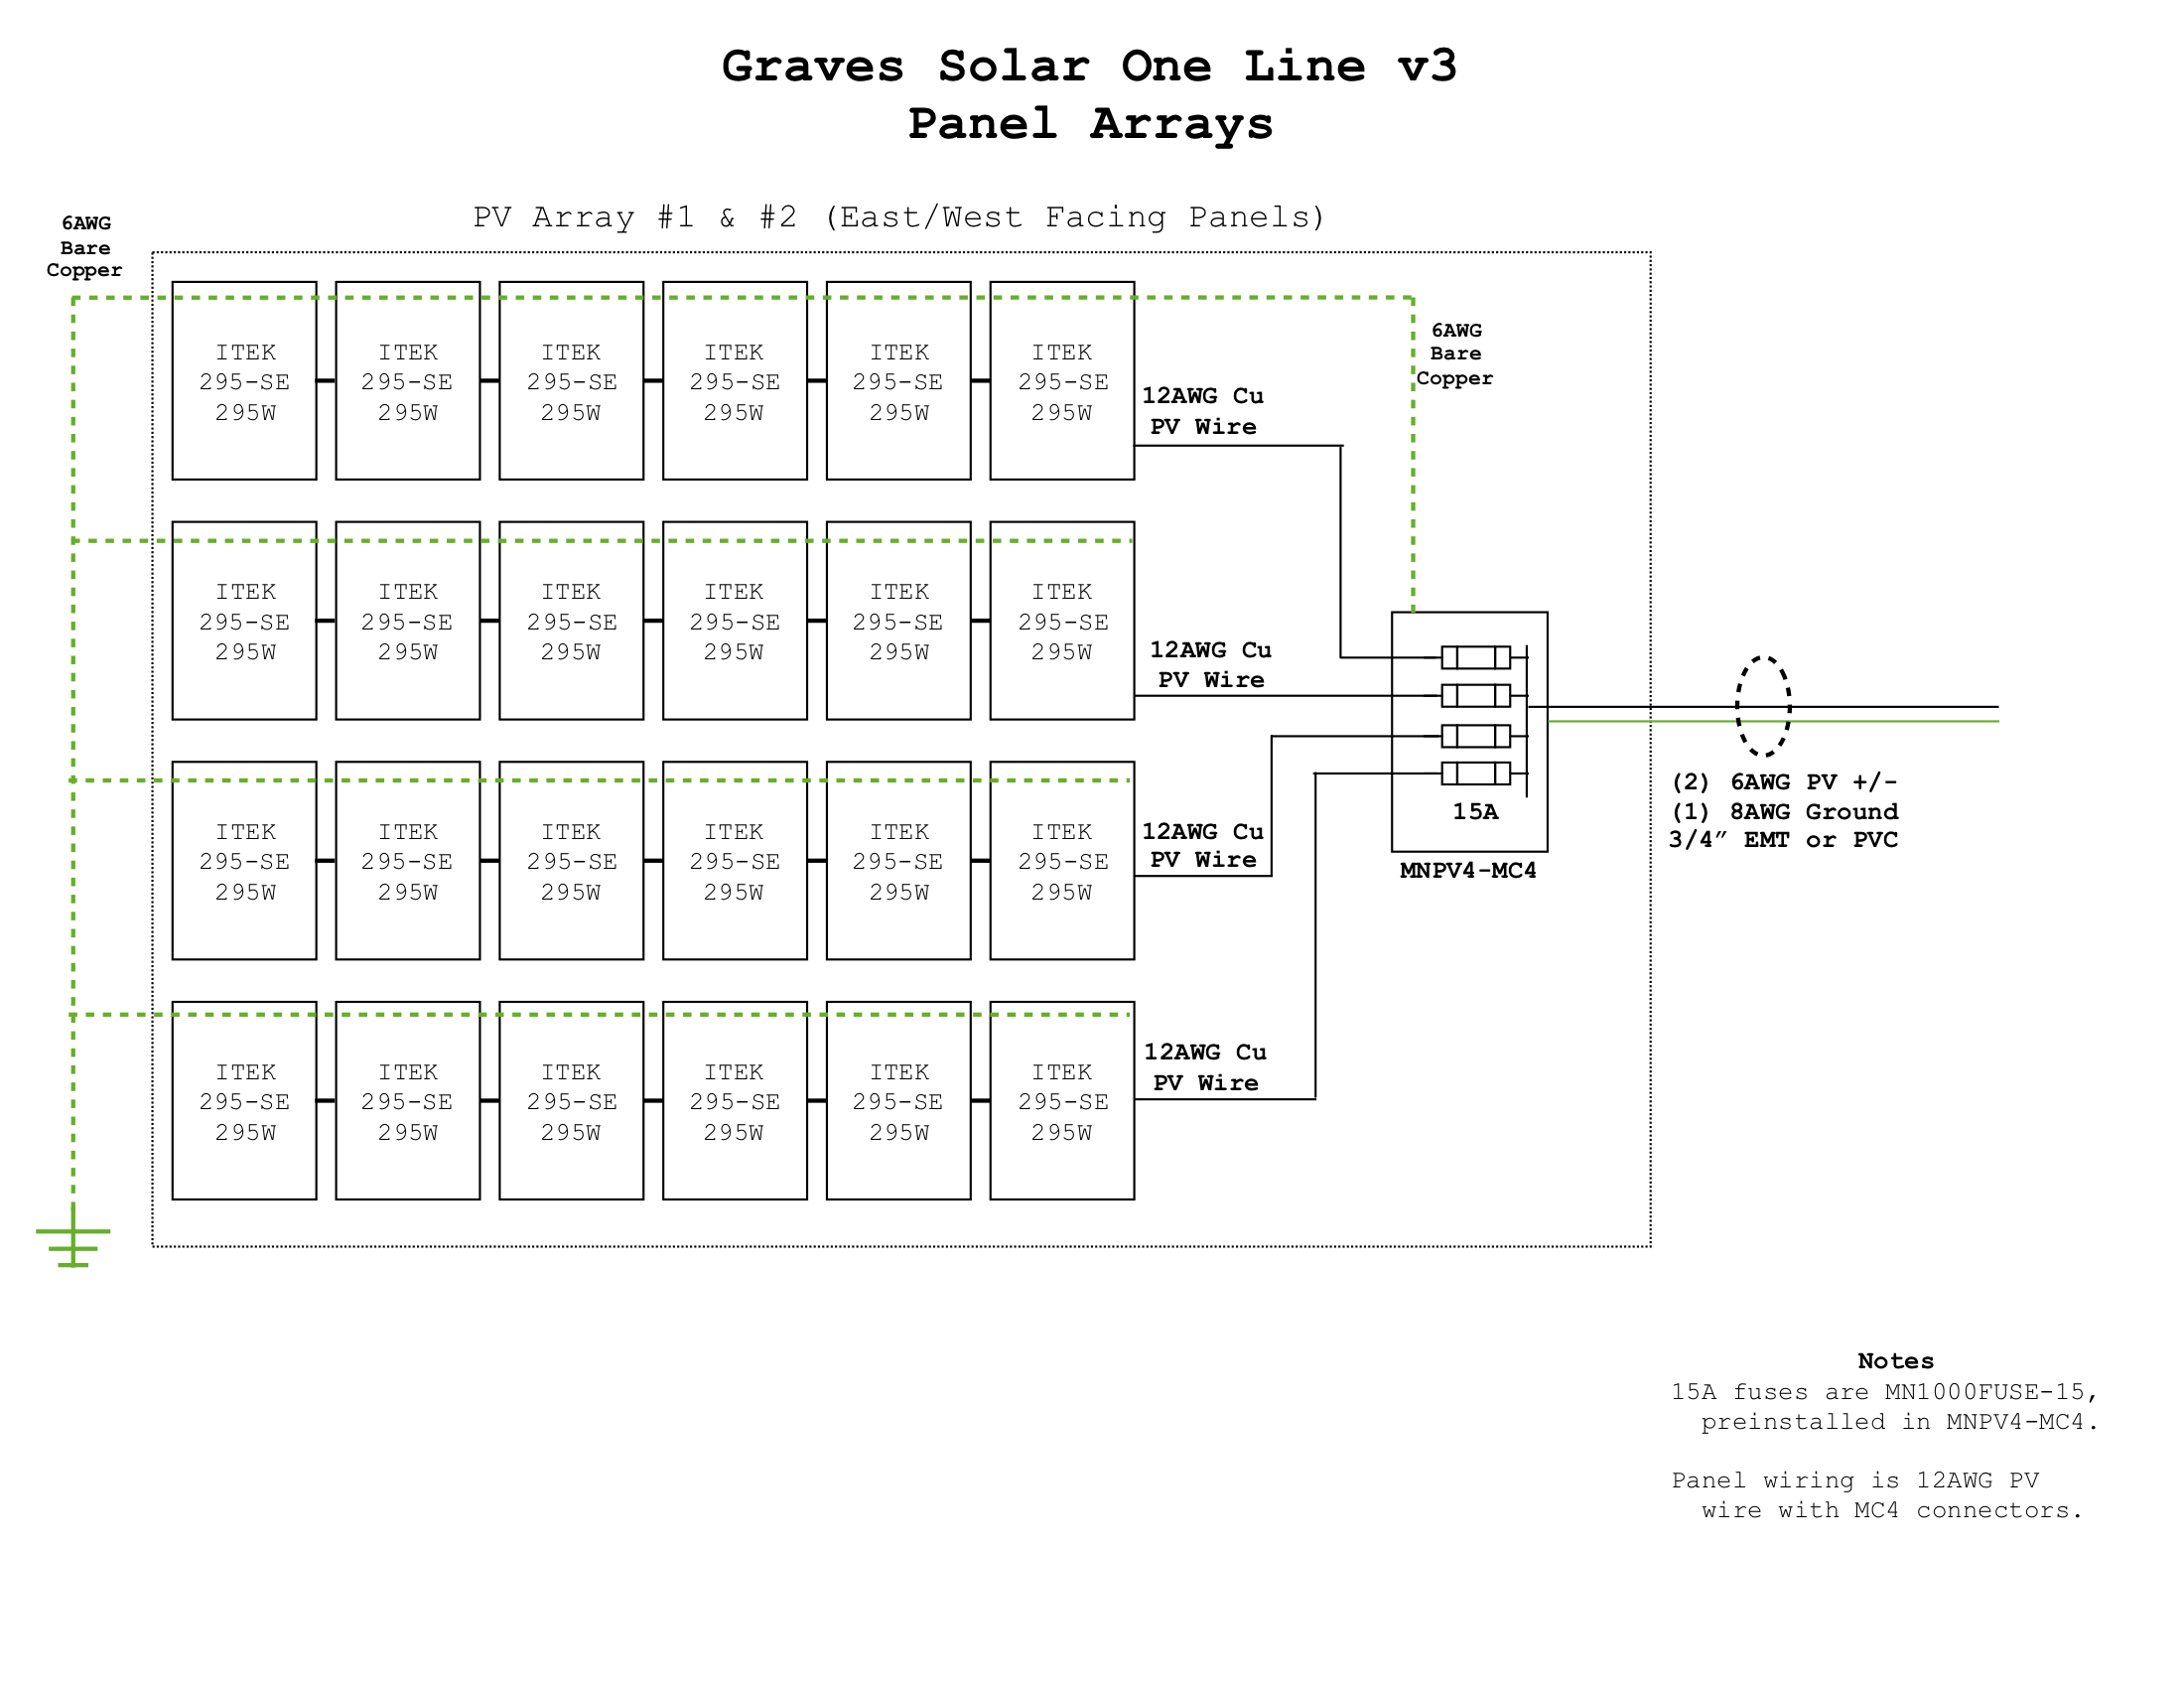 Graves Solar One Line v3
Panel Arrays
PV Array #1 & #2 (East/West Facing Panels)
6AWG
Bare
Copper
ITEK
295-SE
295W
ITEK
295-SE
295W
ITEK
295-SE
295W
ITEK
295-SE
295W
ITEK
295-SE
295W
ITEK
295-SE
295W
12AWG Cu
PV Wire
6AWG
Bare
Copper
ITEK
295-SE
295W
ITEK
295-SE
295W
ITEK
295-SE
295W
ITEK
295-SE
295W
ITEK
295-SE
295W
ITEK
295-SE
295W
12AWG Cu
PV Wire
ITEK
295-SE
295W
ITEK
295-SE
295W
ITEK
295-SE
295W
ITEK
295-SE
295W
ITEK
295-SE
295W
ITEK
295-SE
295W
12AWG Cu
PV Wire
15A
MNPV4-MC4
(2) 6AWG PV +/-
(1) 8AWG Ground
3/4″ EMT or PVC
ITEK
295-SE
295W
ITEK
295-SE
295W
ITEK
295-SE
295W
ITEK
295-SE
295W
ITEK
295-SE
295W
ITEK
295-SE
295W
12AWG Cu
PV Wire
Notes
15A fuses are MN1000FUSE-15,
preinstalled in MNPV4-MC4.
Panel wiring is 12AWG PV
wire with MC4 connectors.